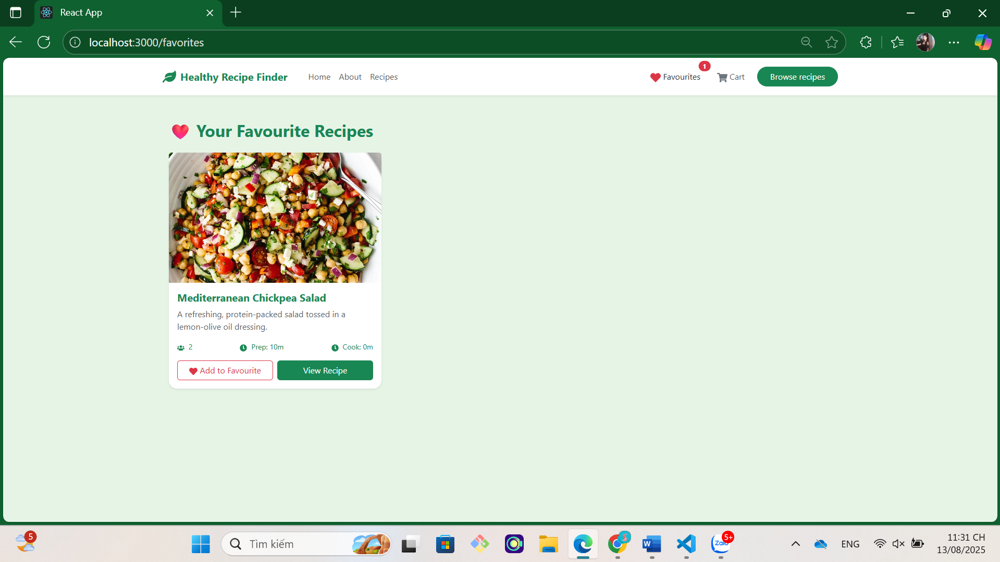 React App
localhost:3000/favorites
Healthy Recipe Finder
Home
About
Recipes
Favourites
1
Cart
Browse recipes
Your Favourite Recipes
Mediterranean Chickpea Salad
A refreshing, protein-packed salad tossed in a
lemon-olive oil dressing.
2
Prep: 10m
Cook: 0m
Add to Favourite
View Recipe
5
Tìm kiếm
W
Zalo
5+
ENG
11:31 CH
13/08/2025